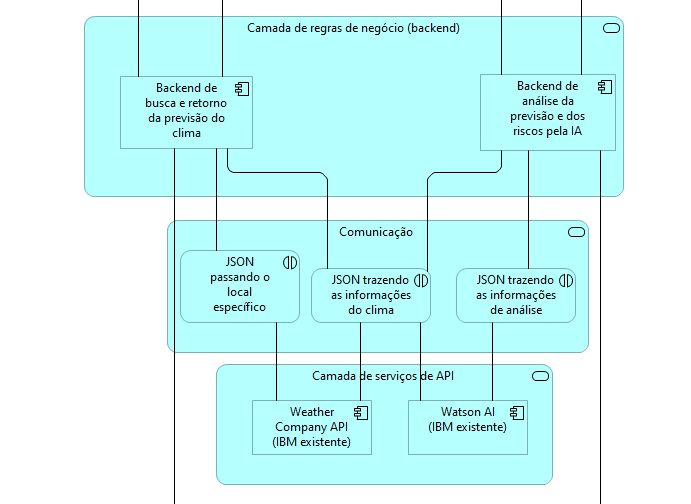 Camada de regras de negócio (backend)
Backend de
busca e retorno
da previsão do
clima
Backend de
análise da
previsão e dos
riscos pela IA
Comunicação
JSON
passando o
local
específico
JSON trazendo
as informações
do clima
JSON trazendo
as informações
de análise
Camada de serviços de API
Weather
Company API
(IBM existente)
Watson AI
(IBM existente)